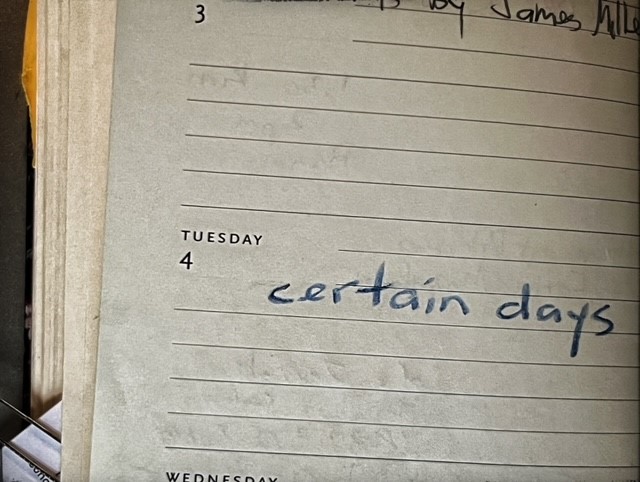 3
by James
TUESDAY
4
certain days
WEDNESDAY